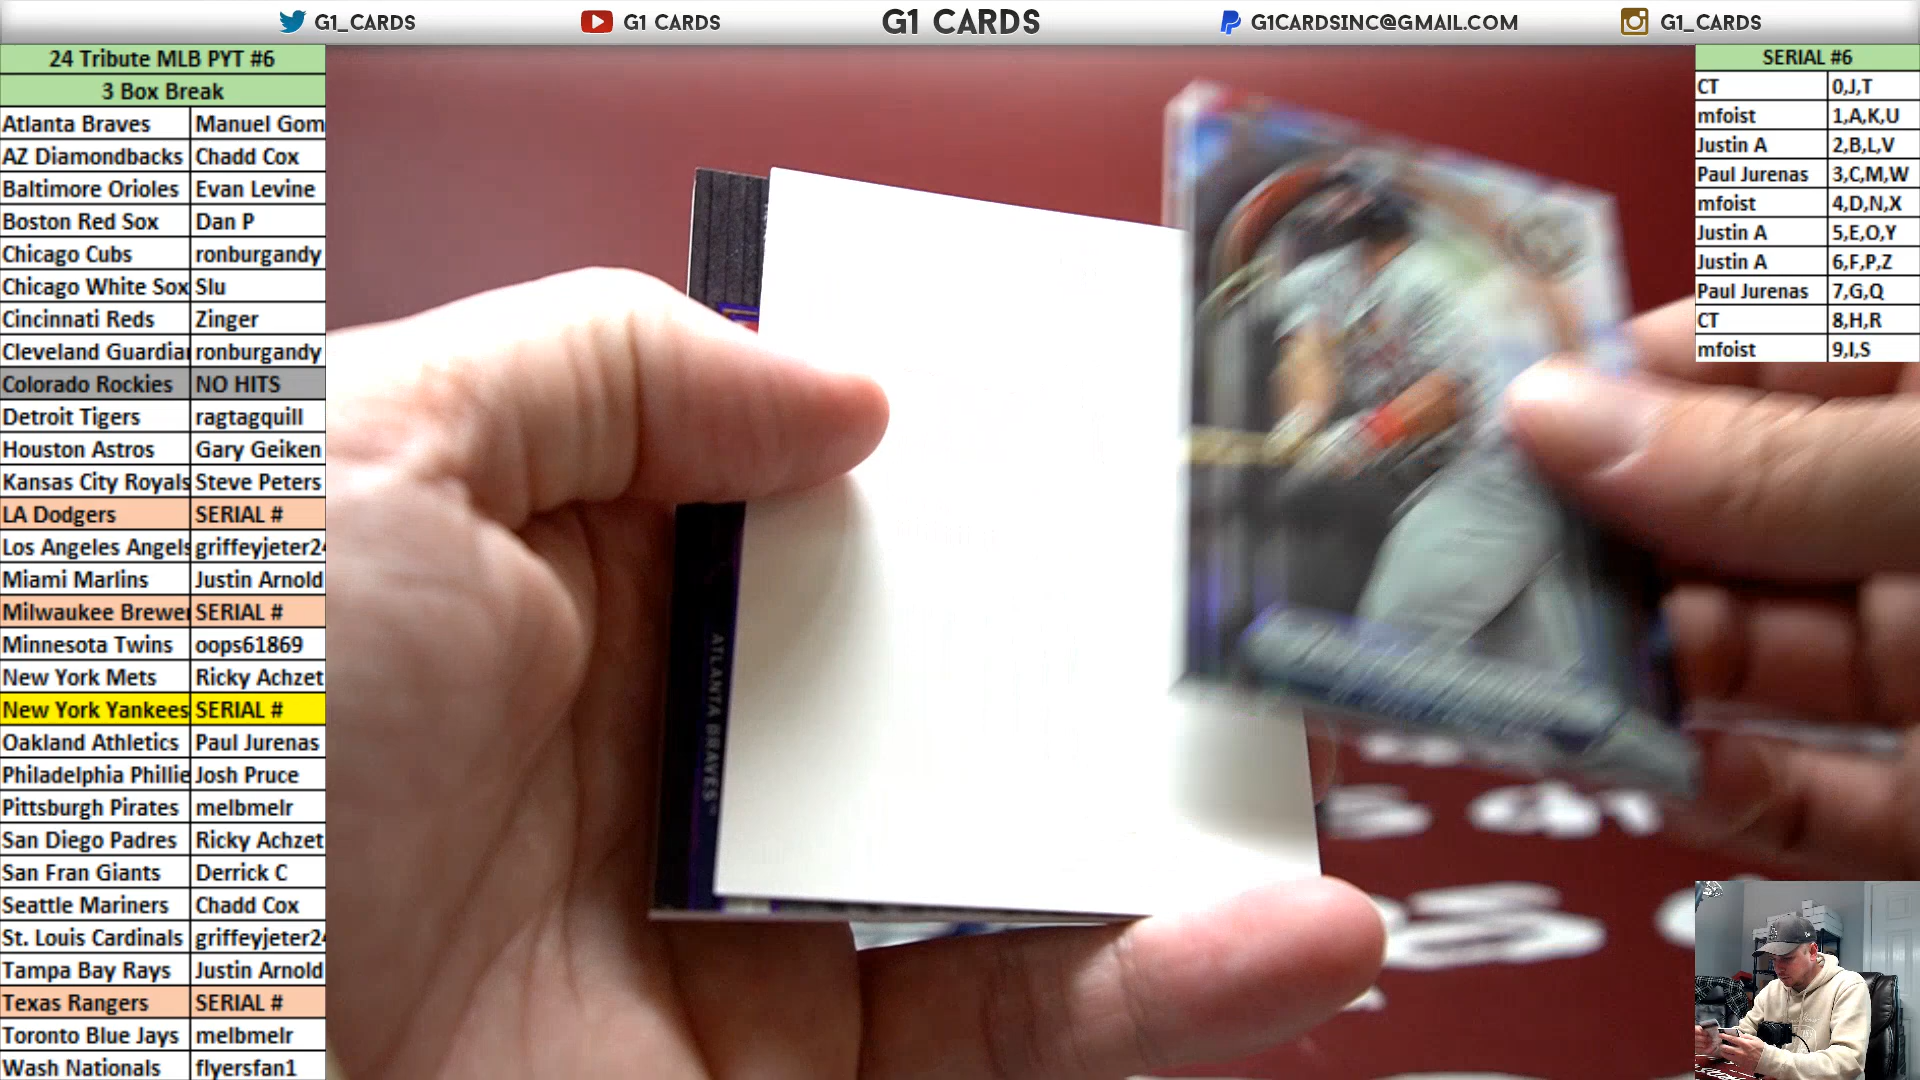 G1_CARDS
G1 CARDS
G1 CARDS
G1CARDSINC@GMAIL.COM
G1_CARDS
24 Tribute MLB PYT #6
3 Box Break
Atlanta Braves Manuel Gom
AZ Diamondbacks Chadd Cox
Baltimore Orioles Evan Levine
Boston Red Sox Dan P
Chicago Cubs ronburgandy
Chicago White Sox Slu
Cincinnati Reds Zinger
Cleveland Guardia ronburgandy
Colorado Rockies NO HITS
Detroit Tigers ragtagquill
Houston Astros Gary Geiken
Kansas City Royals Steve Peters
LA Dodgers SERIAL #
Los Angeles Angels griffeyjeter24
Miami Marlins Justin Arnold
Milwaukee Brewer SERIAL #
Minnesota Twins oops61869
New York Mets Ricky Achzet
New York Yankees SERIAL #
Oakland Athletics Paul Jurenas
Philadelphia Phillie Josh Pruce
Pittsburgh Pirates melbmelr
San Diego Padres Ricky Achzet
San Fran Giants Derrick C
Seattle Mariners Chadd Cox
St. Louis Cardinals griffeyjeter24
Tampa Bay Rays Justin Arnold
Texas Rangers SERIAL #
Toronto Blue Jays melbmelr
Wash Nationals flyersfan1
ATLANTA BRAVES
SERIAL #6
CT 0,J,T
mfoist 1,A,K,U
Justin A 2,B,L,V
Paul Jurenas 3,C,M,W
mfoist 4,D,N,X
Justin A 5,E,O,Y
Justin A 6,F,P,Z
Paul Jurenas 7,G,Q
CT 8,H,R
mfoist 9,I,S